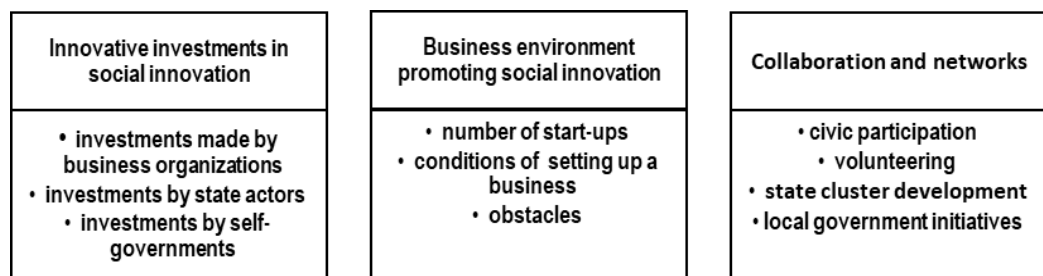 Innovative investments in
social innovation
• investments made by
business organizations
• investments by state actors
• investments by self-
governments
Business environment
promoting social innovation
• number of start-ups
• conditions of setting up a
business
• obstacles
Collaboration and networks
• civic participation
• volunteering
• state cluster development
• local government initiatives